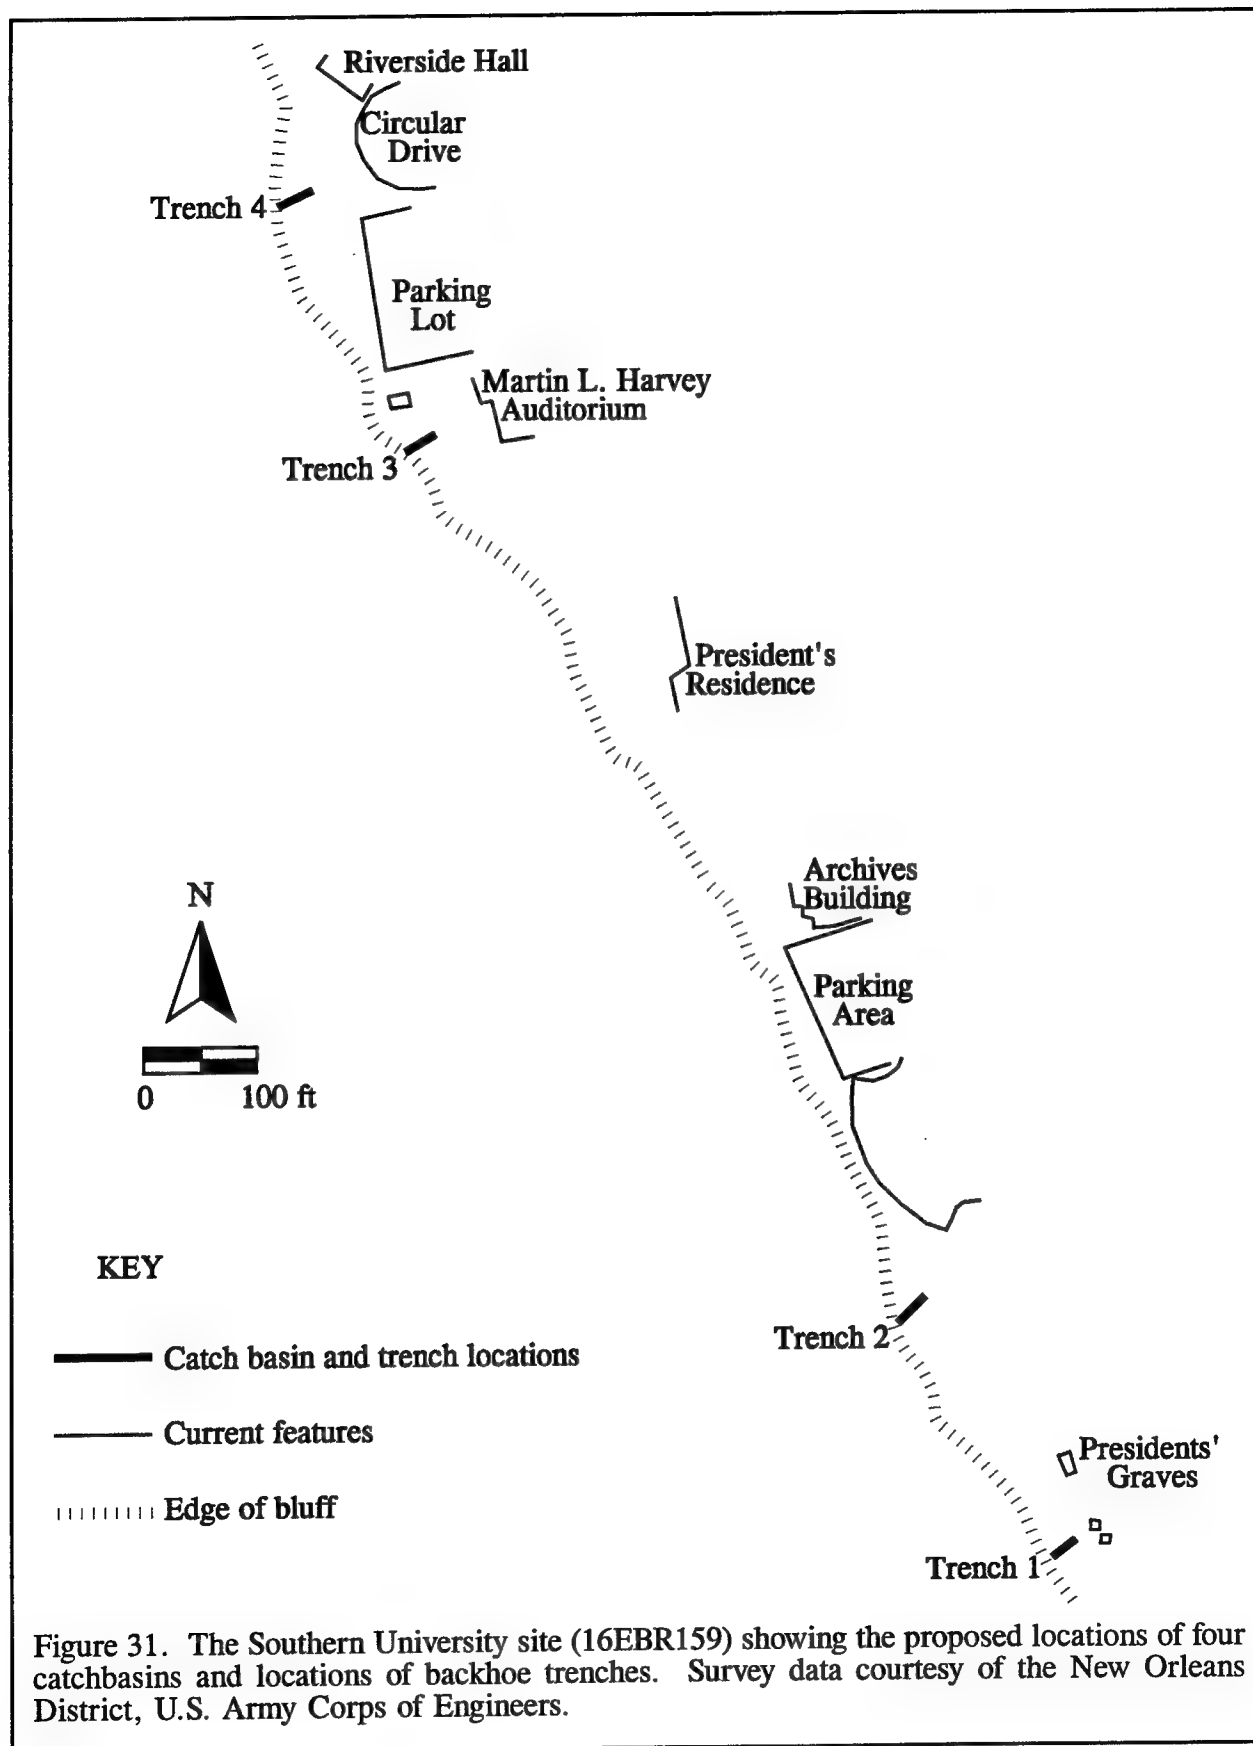 Riverside Hall
Circular
Drive
Trench 4
Parking
Lot
Martin L. Harvey
Auditorium
Trench 3
President's
Residence
Archives
Building
N
Parking
Area
0 100 ft
KEY
Trench 2
Catch basin and trench locations
Current features
Presidents'
Graves
Edge of bluff
Trench 1
Figure 31. The Southern University site (16EBR159) showing the proposed locations of four
catchbasins and locations of backhoe trenches. Survey data courtesy of the New Orleans
District, U.S. Army Corps of Engineers.